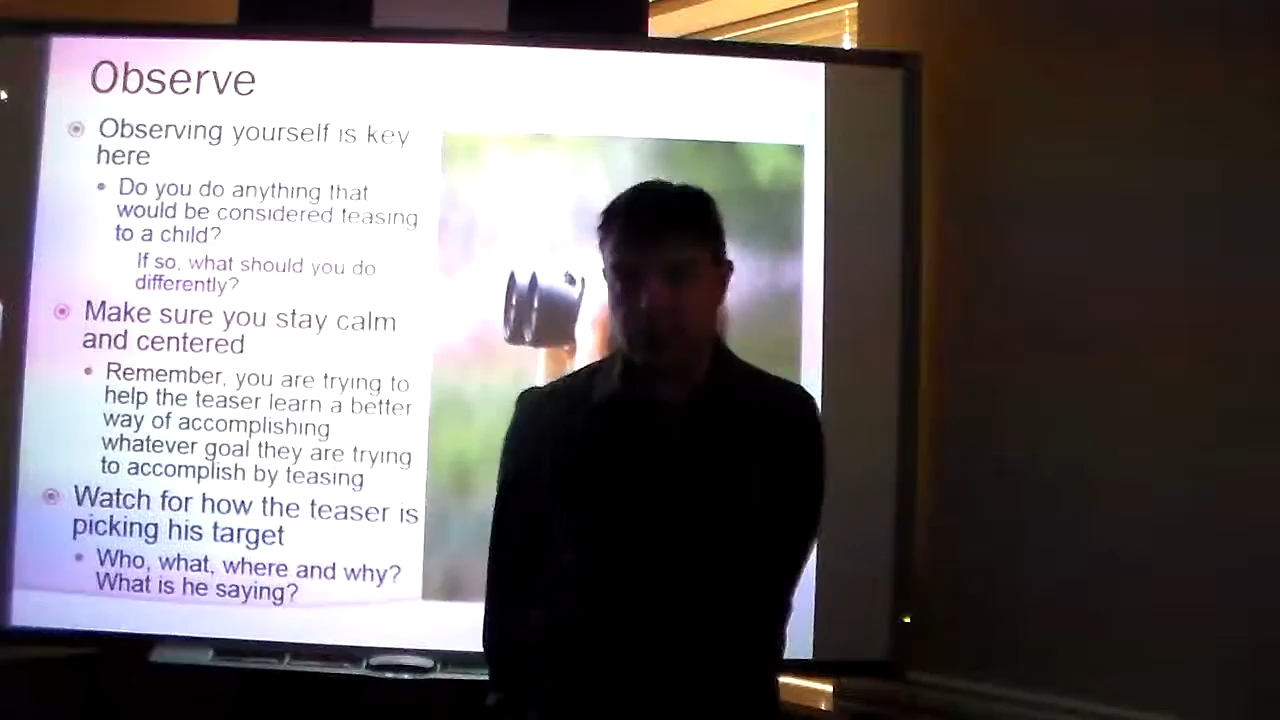 Observe
Observing yourself is key
here
Do you do anything that
would be considered teasing
to a child?
If so, what should you do
differently?
Make sure you stay calm
and centered
Remember, you are trying to
help the teaser learn a better
way of accomplishing
whatever goal they are trying
to accomplish by teasing
Watch for how the teaser is
picking his target
Who, what, where and why?
What is he saying?